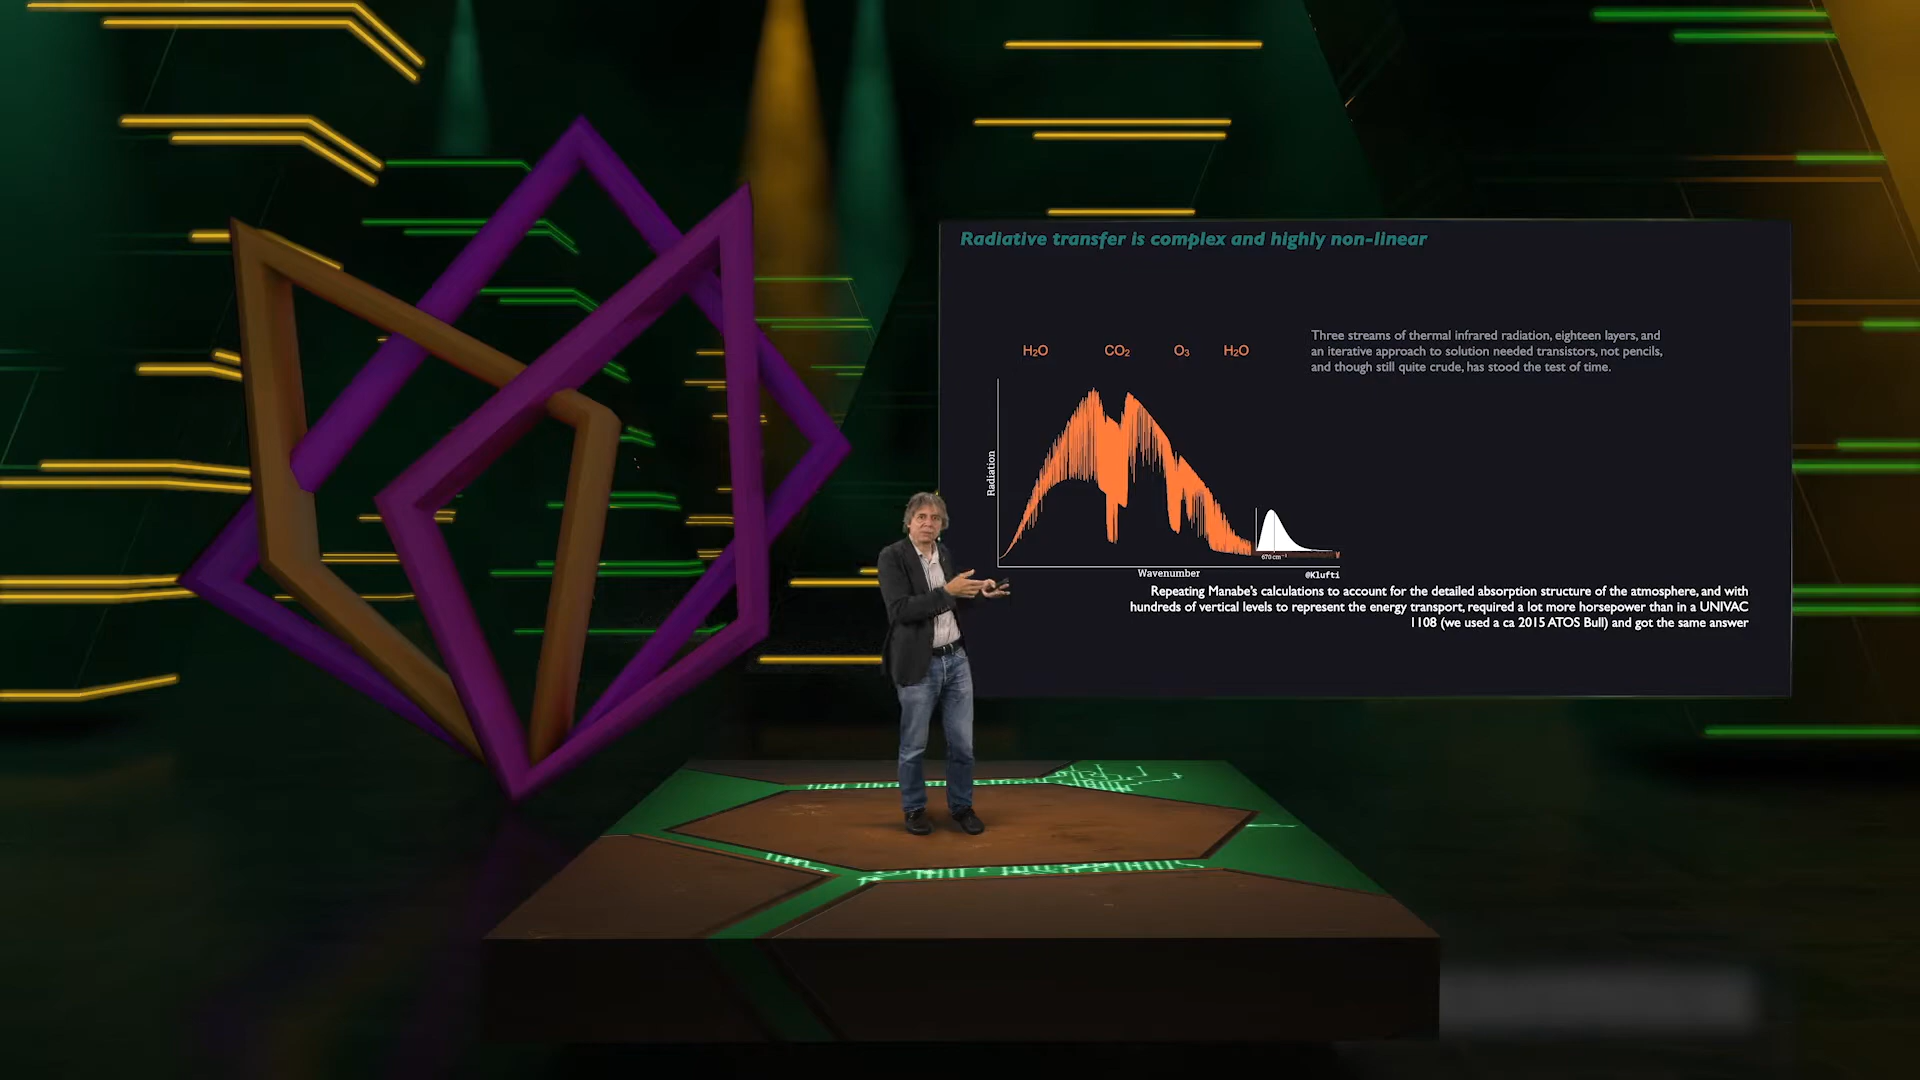 Radiative transfer is complex and highly non-linear
H₂O CO₂ O₃ H₂O
Three streams of thermal infrared radiation, eighteen layers, and
an iterative approach to solution needed transistors, not pencils,
and though still quite crude, has stood the test of time.
Radiation
670 cm⁻¹
Wavenumber
@Klufti
Repeating Manabe's calculations to account for the detailed absorption structure of the atmosphere, and with
hundreds of vertical levels to represent the energy transport, required a lot more horsepower than in a UNIVAC
1108 (we used a ca 2015 ATOS Bull) and got the same answer